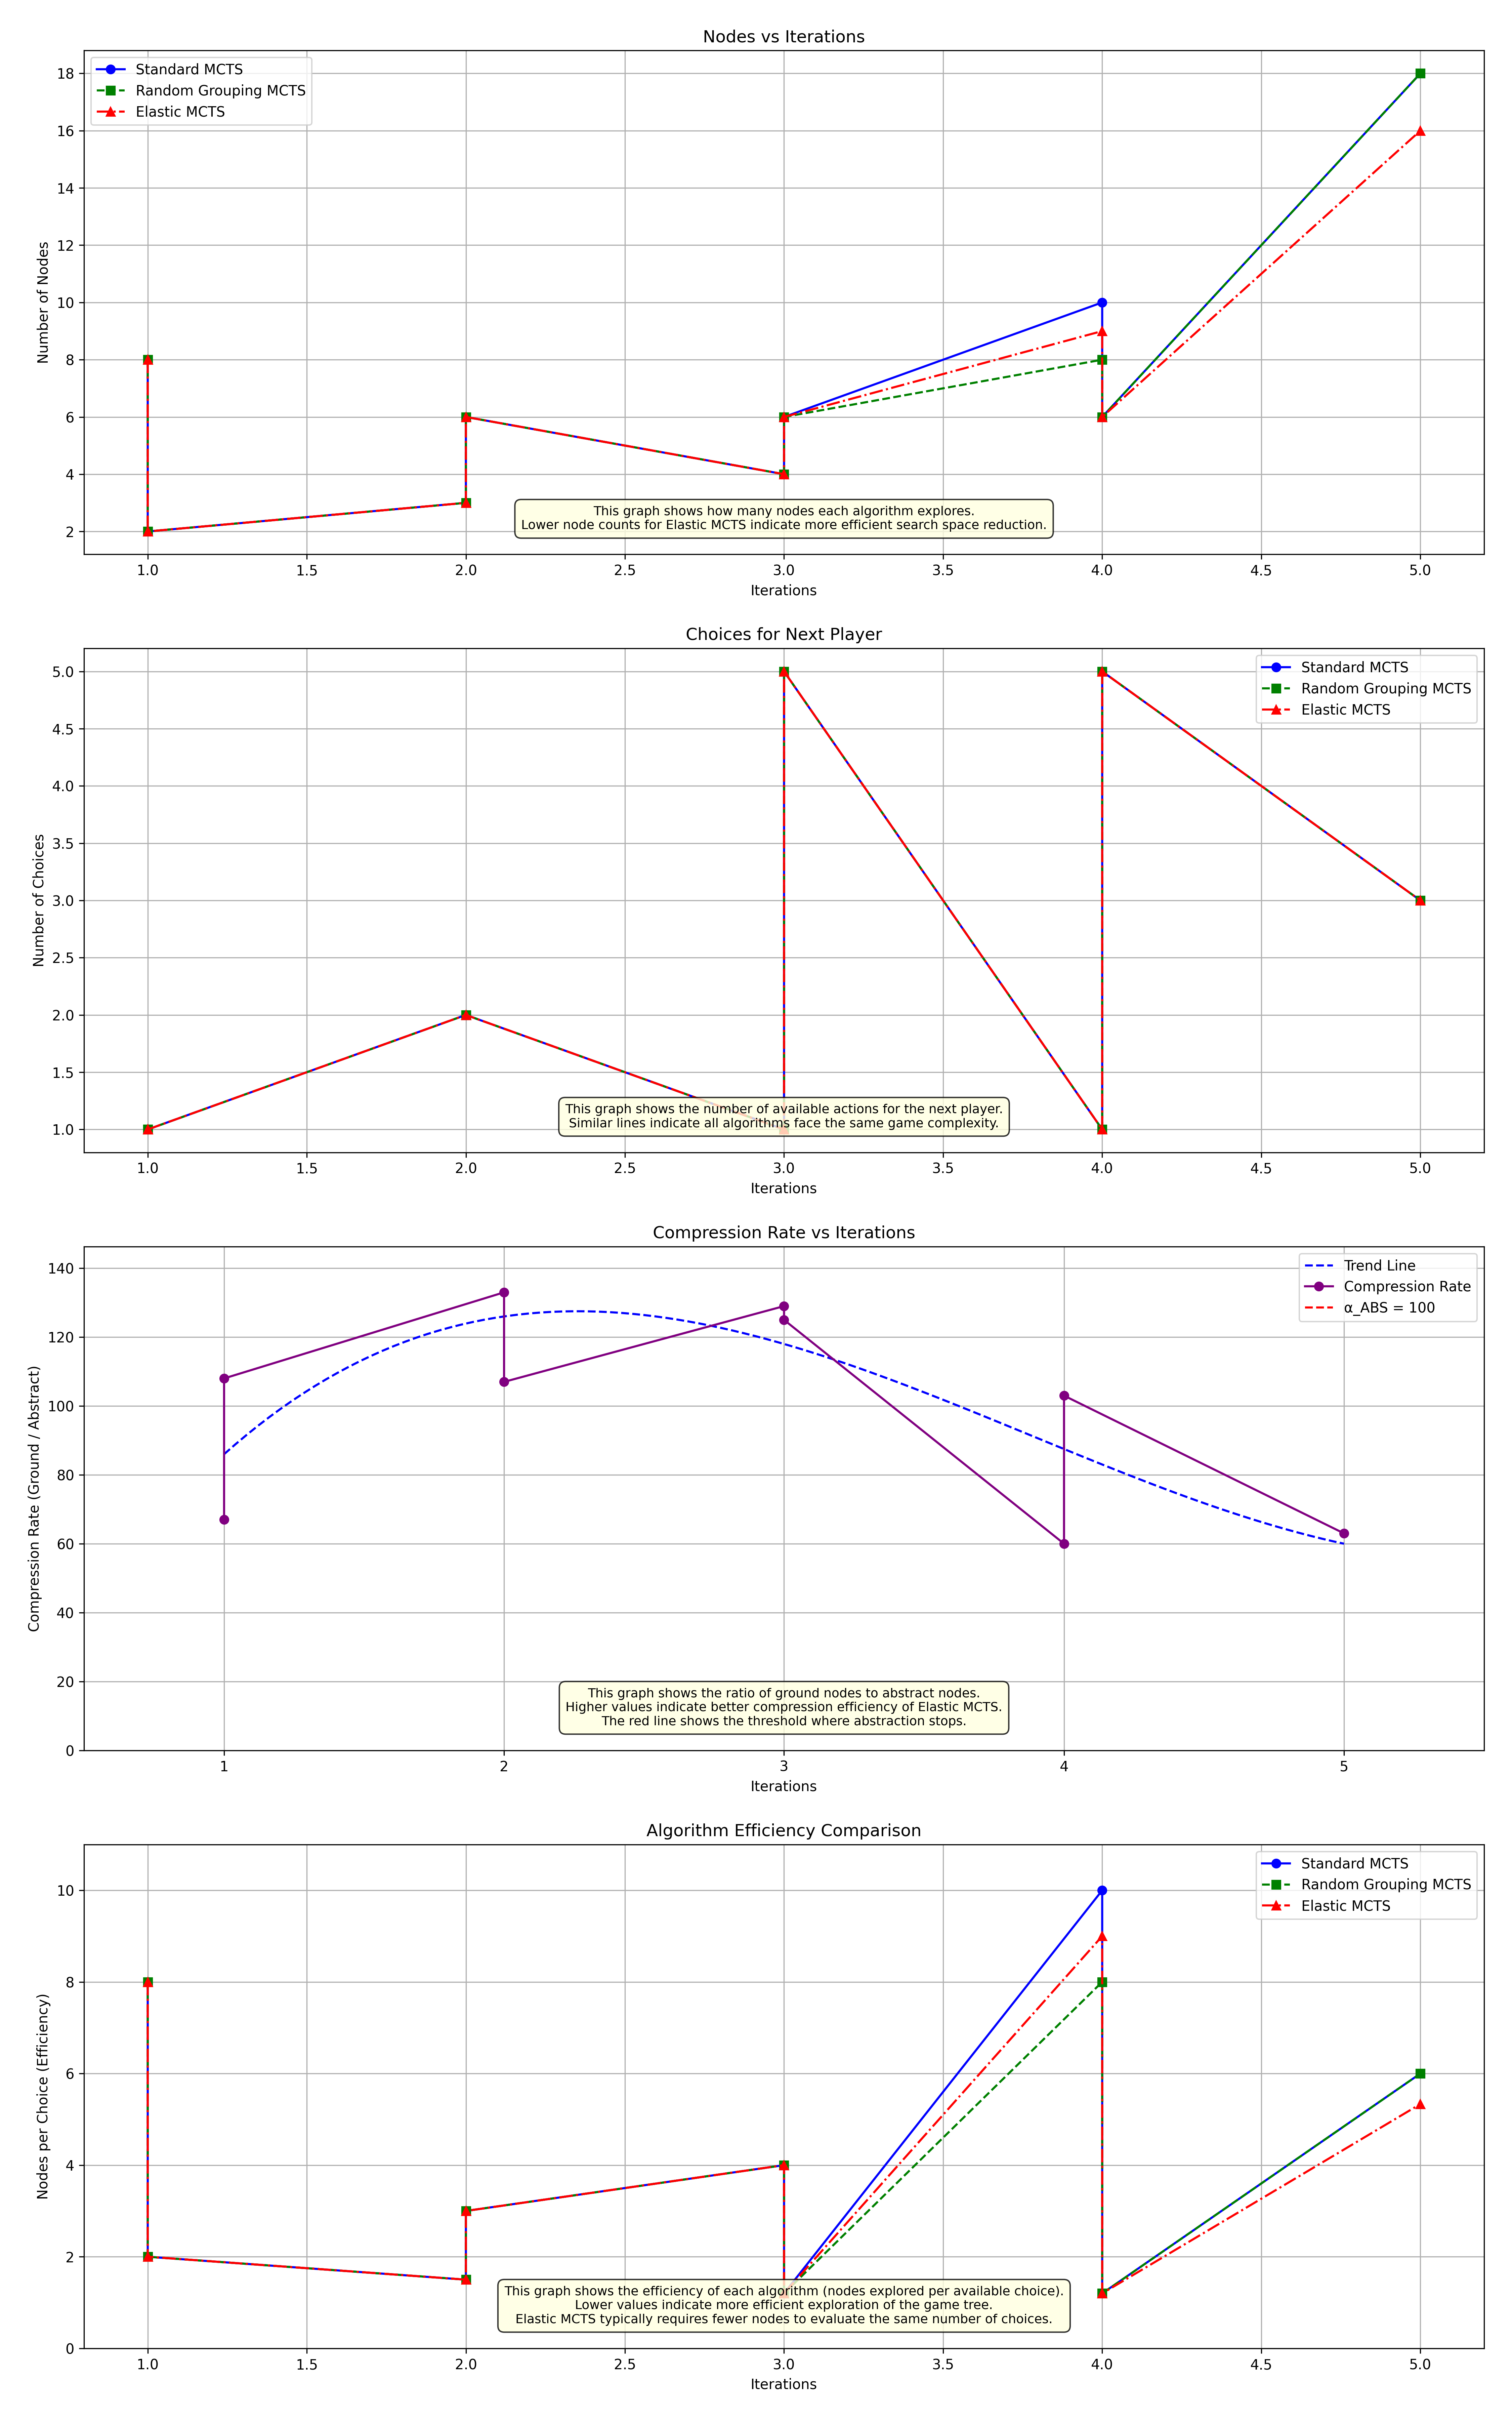 Nodes vs Iterations
Standard MCTS
Random Grouping MCTS
Elastic MCTS
Number of Nodes
18
16
14
12
10
8
6
4
2
This graph shows how many nodes each algorithm explores.
Lower node counts for Elastic MCTS indicate more efficient search space reduction.
1.0 1.5 2.0 2.5 3.0 3.5 4.0 4.5 5.0
Iterations
Choices for Next Player
Standard MCTS
Random Grouping MCTS
Elastic MCTS
Number of Choices
5.0
4.5
4.0
3.5
3.0
2.5
2.0
1.5
1.0
This graph shows the number of available actions for the next player.
Similar lines indicate all algorithms face the same game complexity.
1.0 1.5 2.0 2.5 3.0 3.5 4.0 4.5 5.0
Iterations
Compression Rate vs Iterations
Trend Line
Compression Rate
α_ABS = 100
Compression Rate (Ground / Abstract)
140
120
100
80
60
40
20
0
This graph shows the ratio of ground nodes to abstract nodes.
Higher values indicate better compression efficiency of Elastic MCTS.
The red line shows the threshold where abstraction stops.
1 2 3 4 5
Iterations
Algorithm Efficiency Comparison
Standard MCTS
Random Grouping MCTS
Elastic MCTS
Nodes per Choice (Efficiency)
10
8
6
4
2
0
This graph shows the efficiency of each algorithm (nodes explored per available choice).
Lower values indicate more efficient exploration of the game tree.
Elastic MCTS typically requires fewer nodes to evaluate the same number of choices.
1.0 1.5 2.0 2.5 3.0 3.5 4.0 4.5 5.0
Iterations